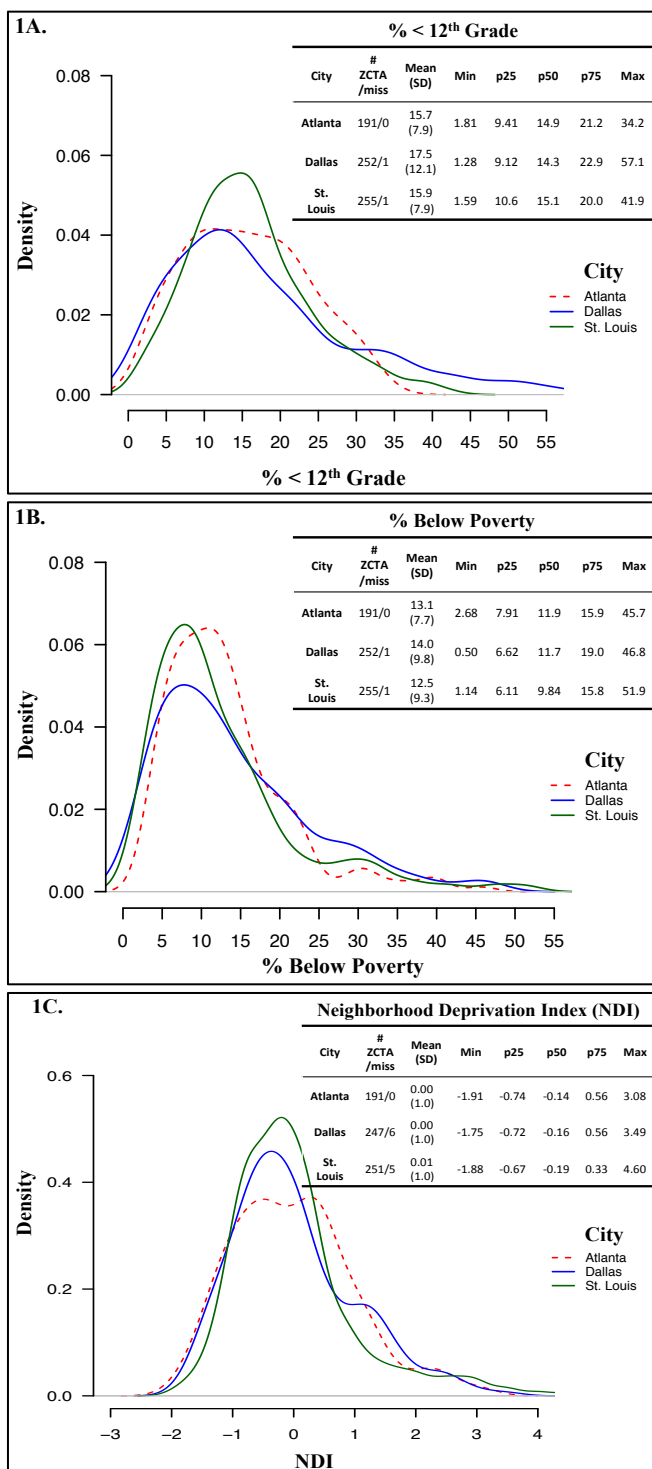 1A.
% < 12th Grade
City # ZCTA /miss Mean (SD) Min p25 p50 p75 Max
Atlanta 191/0 15.7 (7.9) 1.81 9.41 14.9 21.2 34.2
Dallas 252/1 17.5 (12.1) 1.28 9.12 14.3 22.9 57.1
St. Louis 255/1 15.9 (7.9) 1.59 10.6 15.1 20.0 41.9
Density
0.08
0.06
0.04
0.02
0.00
City
Atlanta
Dallas
St. Louis
0 5 10 15 20 25 30 35 40 45 50 55
% < 12th Grade
1B.
% Below Poverty
City # ZCTA /miss Mean (SD) Min p25 p50 p75 Max
Atlanta 191/0 13.1 (7.7) 2.68 7.91 11.9 15.9 45.7
Dallas 252/1 14.0 (9.8) 0.50 6.62 11.7 19.0 46.8
St. Louis 255/1 12.5 (9.3) 1.14 6.11 9.84 15.8 51.9
Density
0.08
0.06
0.04
0.02
0.00
City
Atlanta
Dallas
St. Louis
0 5 10 15 20 25 30 35 40 45 50 55
% Below Poverty
1C.
Neighborhood Deprivation Index (NDI)
City # ZCTA /miss Mean (SD) Min p25 p50 p75 Max
Atlanta 191/0 0.00 (1.0) -1.91 -0.74 -0.14 0.56 3.08
Dallas 247/6 0.00 (1.0) -1.75 -0.72 -0.16 0.56 3.49
St. Louis 251/5 0.01 (1.0) -1.88 -0.67 -0.19 0.33 4.60
Density
0.6
0.4
0.2
0.0
City
Atlanta
Dallas
St. Louis
−3 −2 −1 0 1 2 3 4
NDI